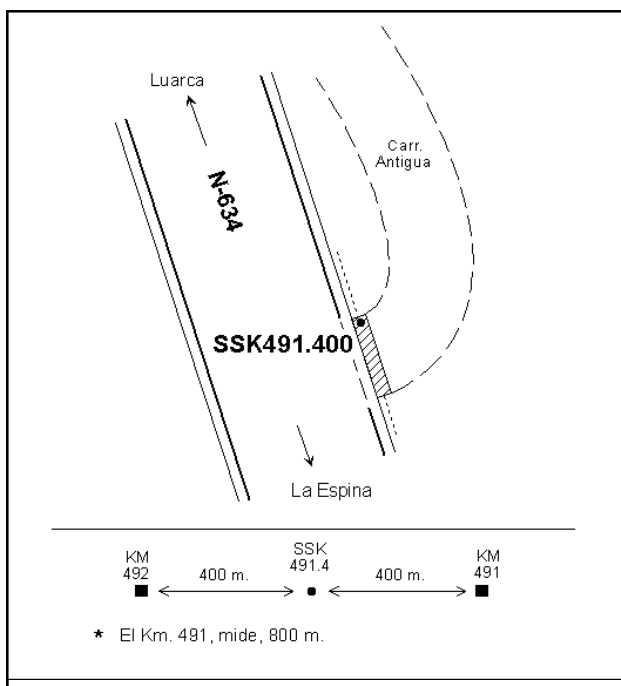 Luarca
Carr.
Antigua
N-634
SSK491.400
La Espina
KM
492
400 m.
SSK
491.4
400 m.
KM
491
* El Km. 491, mide, 800 m.